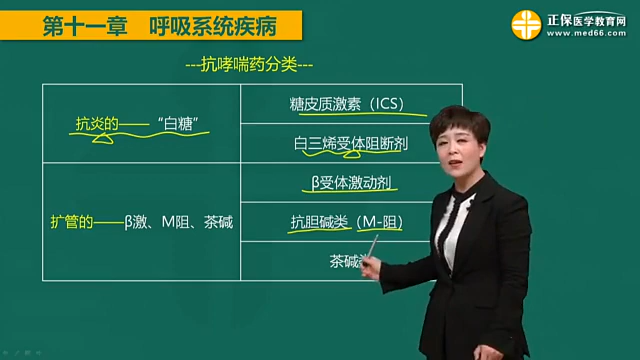 第十一章 呼吸系统疾病
正保医学教育网
www.med66.com
---抗哮喘药分类---
抗炎的——“白糖”
糖皮质激素（ICS）
白三烯受体阻断剂
扩管的——β激、M阻、茶碱
β受体激动剂
抗胆碱类（M-阻）
茶碱类